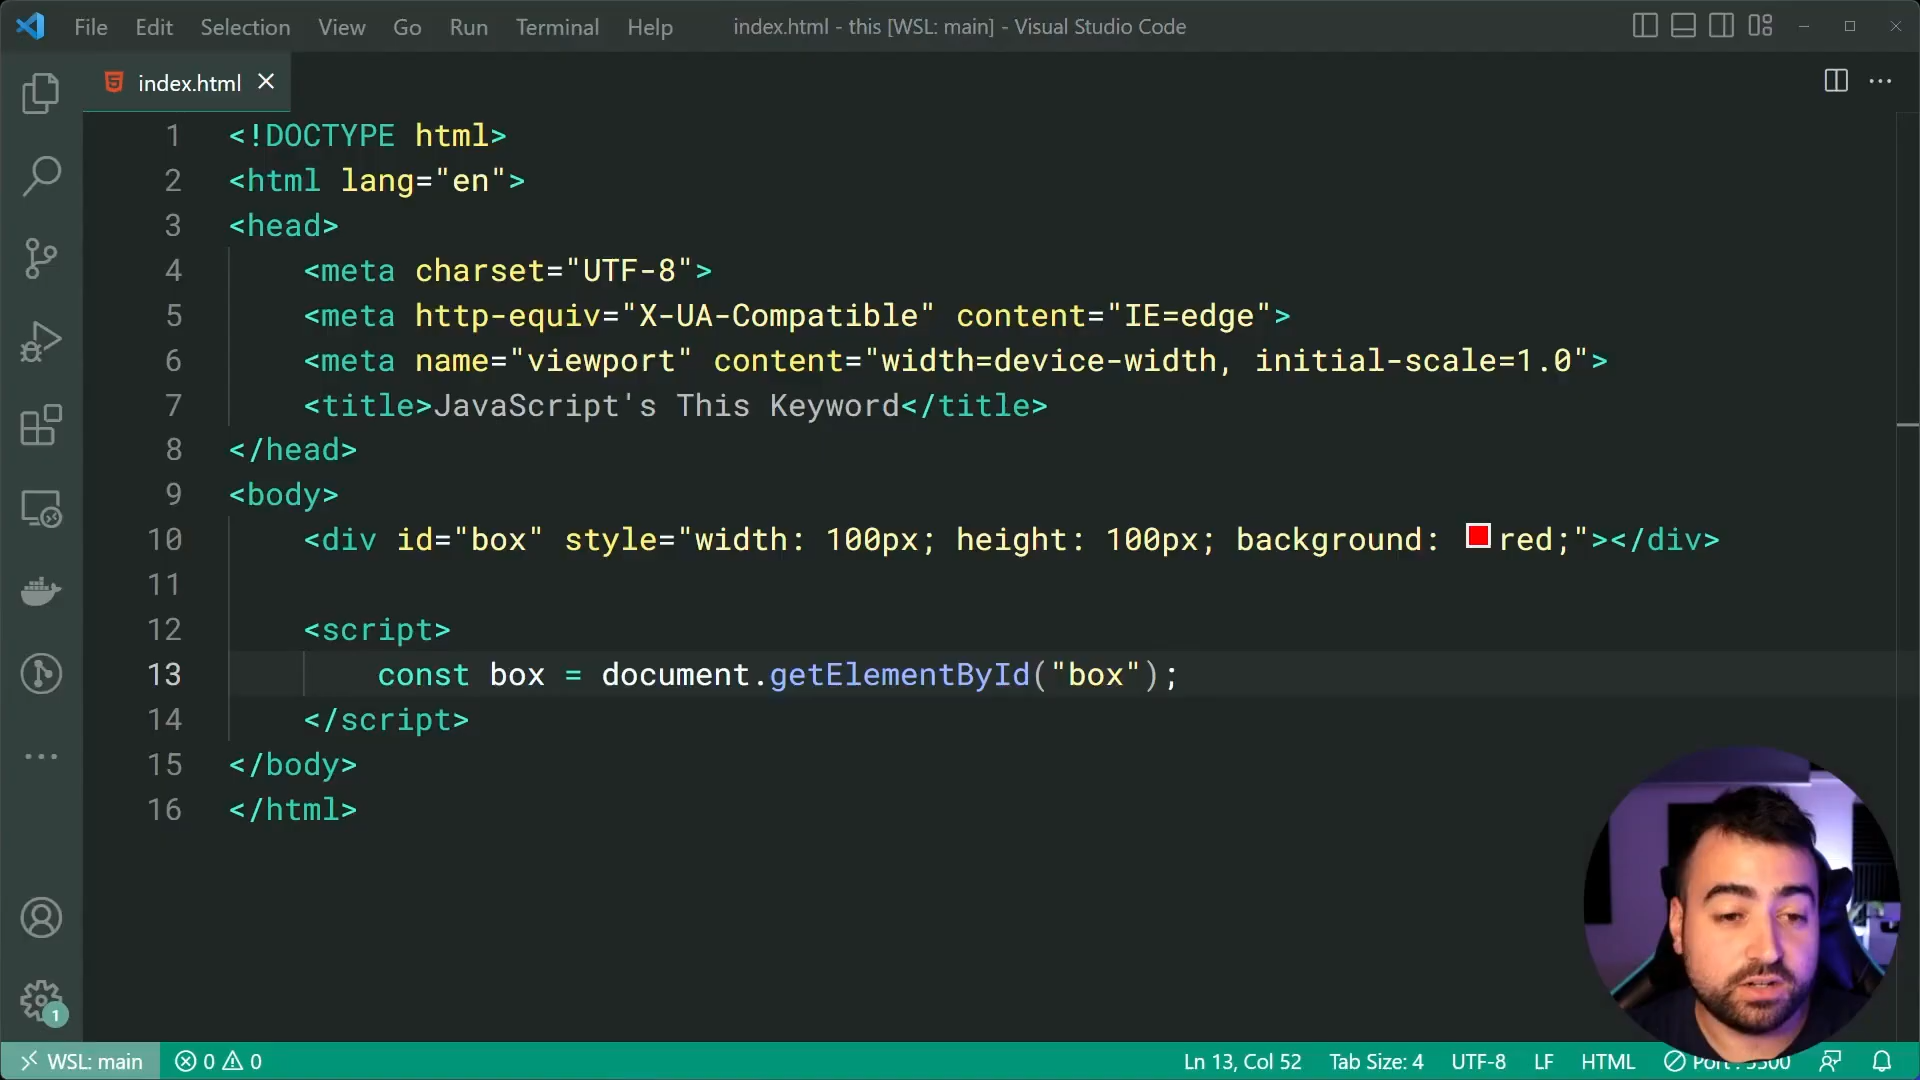 File Edit Selection View Go Run Terminal Help index.html - this [WSL: main] - Visual Studio Code
index.html
1 <!DOCTYPE html>
2 <html lang="en">
3 <head>
4 <meta charset="UTF-8">
5 <meta http-equiv="X-UA-Compatible" content="IE=edge">
6 <meta name="viewport" content="width=device-width, initial-scale=1.0">
7 <title>JavaScript's This Keyword</title>
8 </head>
9 <body>
10 <div id="box" style="width: 100px; height: 100px; background: red;"></div>
11
12 <script>
13 const box = document.getElementById("box");
14 </script>
15 </body>
16 </html>
1
WSL: main 0 0 Ln 13, Col 52 Tab Size: 4 UTF-8 LF HTML Port : 5500